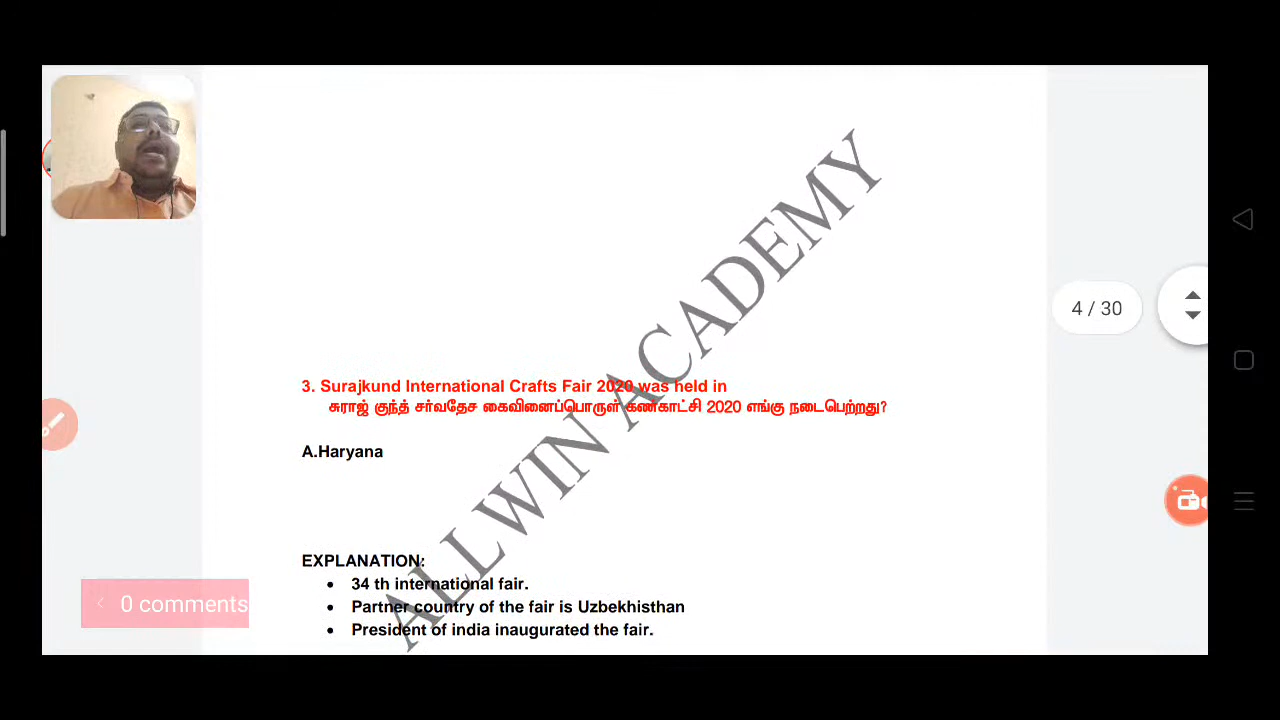 ALLWIN ACADEMY
4 / 30
3. Surajkund International Crafts Fair 2020 was held in
சுராஜ் குந்த் சர்வதேச கைவினைப்பொருள் கண்காட்சி 2020 எங்கு நடைபெற்றது?
A.Haryana
EXPLANATION:
• 34 th international fair.
• Partner country of the fair is Uzbekhisthan
• President of india inaugurated the fair.
< 0 comments